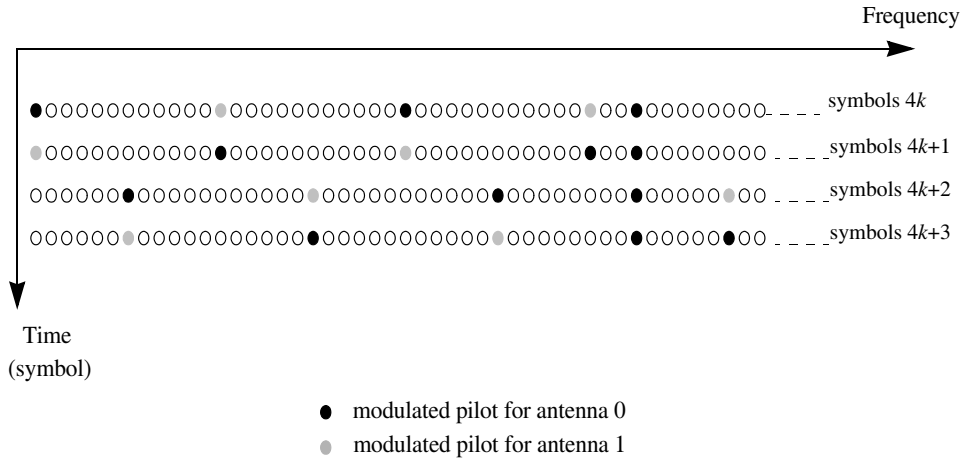 Frequency
symbols 4k
symbols 4k+1
symbols 4k+2
symbols 4k+3
Time
(symbol)
modulated pilot for antenna 0
modulated pilot for antenna 1